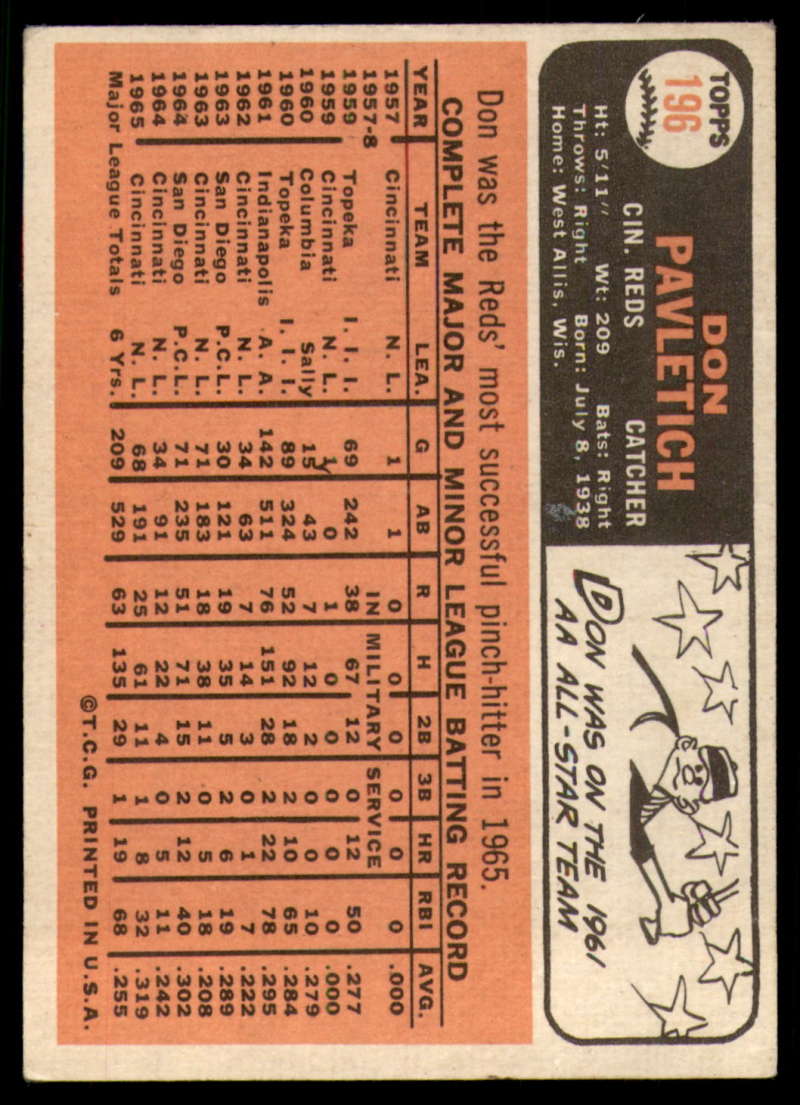 TOPPS
196
DON
PAVLETICH
CIN. REDS CATCHER
Ht: 5'11" Wt: 209 Bats: Right
Throws: Right Born: July 8, 1938
Home: West Allis, Wis.
DON WAS ON THE 1961
AA ALL-STAR TEAM
Don was the Reds' most successful pinch-hitter in 1965.
COMPLETE MAJOR AND MINOR LEAGUE BATTING RECORD
YEAR TEAM LEA. G AB R H 2B 3B HR RBI AVG.
1957 Cincinnati N. L. 1 1 0 0 0 0 0 0 .000
1957-8 IN MILITARY SERVICE
1959 Topeka I. I. I. 69 242 38 67 12 0 12 50 .277
1959 Cincinnati N. L. 1 0 1 0 0 0 0 0 .000
1960 Columbia Sally 15 43 7 12 2 0 0 10 .279
1960 Topeka I. I. I. 89 324 52 92 18 2 10 65 .284
1961 Indianapolis A. A. 142 511 76 151 28 2 22 78 .295
1962 Cincinnati N. L. 34 63 7 14 3 0 1 7 .222
1963 San Diego P.C.L. 30 121 19 35 5 2 6 19 .289
1963 Cincinnati N. L. 71 183 18 38 11 0 5 18 .208
1964 San Diego P.C.L. 71 235 51 71 15 2 12 40 .302
1964 Cincinnati N. L. 34 91 12 22 4 0 5 11 .242
1965 Cincinnati N. L. 68 191 25 61 11 1 8 32 .319
Major League Totals 6 Yrs. 209 529 63 135 29 1 19 68 .255
©T.C.G. PRINTED IN U.S.A.